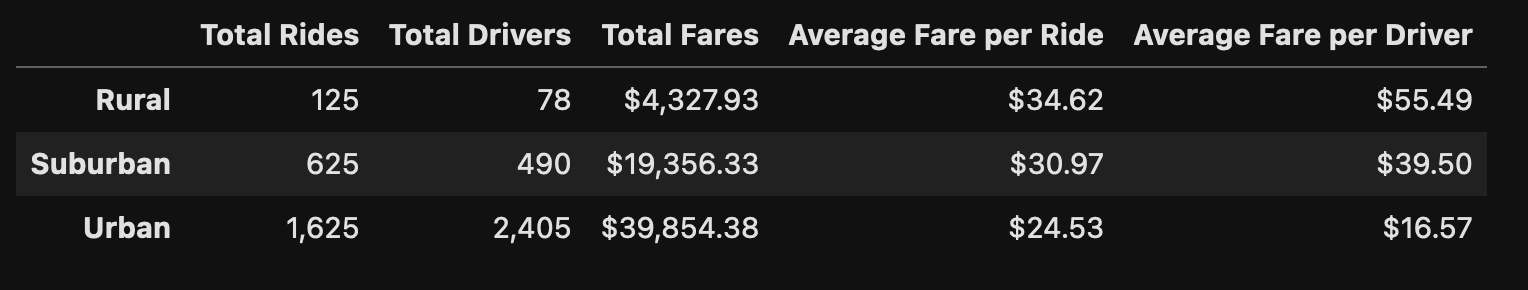 Total Rides Total Drivers Total Fares Average Fare per Ride Average Fare per Driver
Rural 125 78 $4,327.93 $34.62 $55.49
Suburban 625 490 $19,356.33 $30.97 $39.50
Urban 1,625 2,405 $39,854.38 $24.53 $16.57